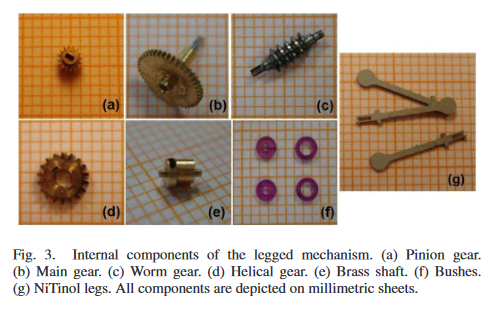 (a)
(b)
(c)
(d)
(e)
(f)
(g)
Fig. 3. Internal components of the legged mechanism. (a) Pinion gear.
(b) Main gear. (c) Worm gear. (d) Helical gear. (e) Brass shaft. (f) Bushes.
(g) NiTinol legs. All components are depicted on millimetric sheets.